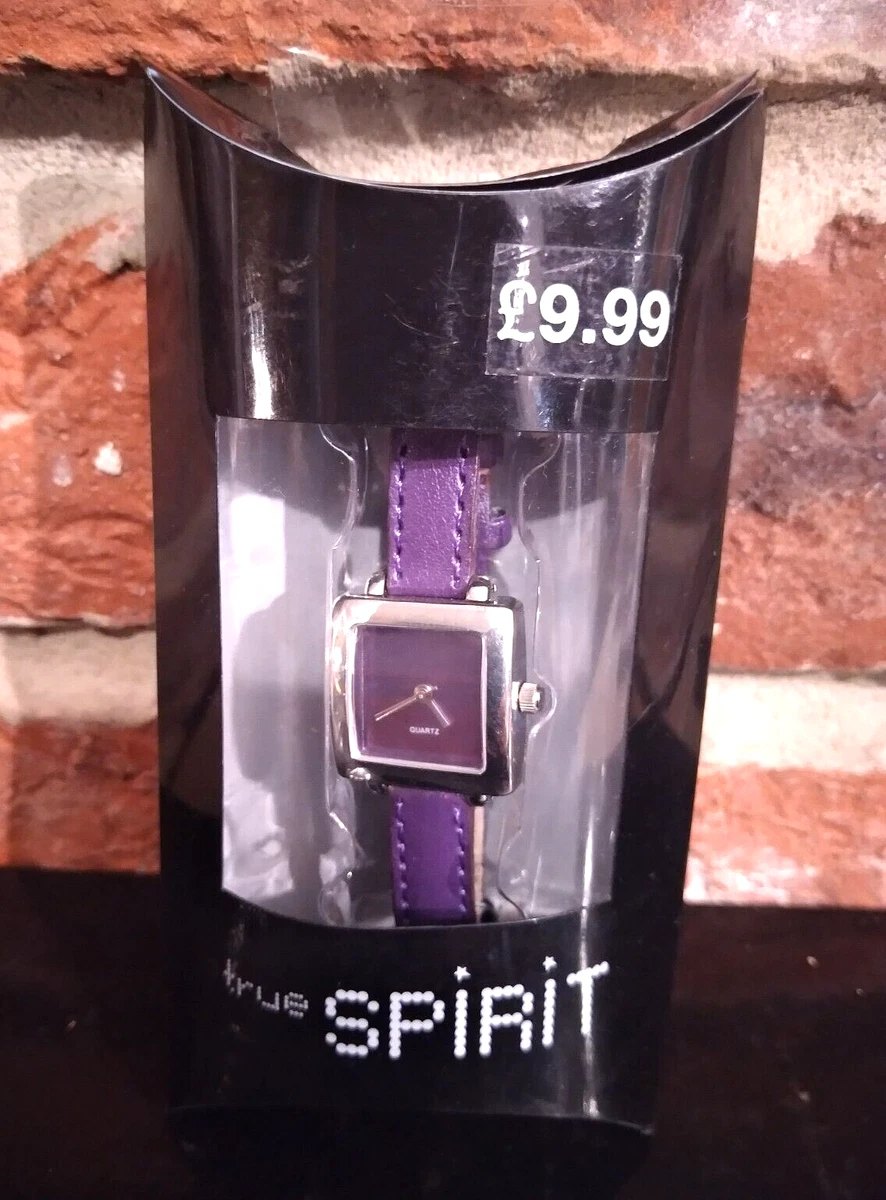 £9.99
QUARTZ
true SPiRiT